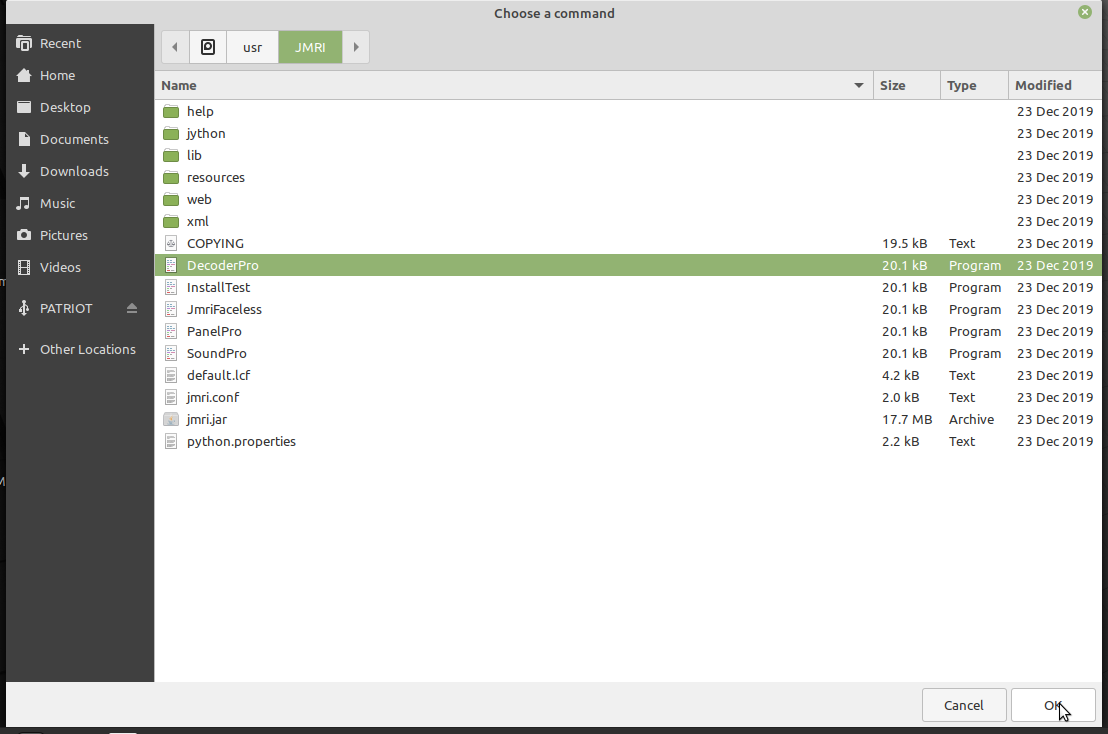 Choose a command
Recent
Home
Desktop
Documents
Downloads
Music
Pictures
Videos
PATRIOT
Other Locations
usr JMRI
Name Size Type Modified
help 23 Dec 2019
jython 23 Dec 2019
lib 23 Dec 2019
resources 23 Dec 2019
web 23 Dec 2019
xml 23 Dec 2019
COPYING 19.5 kB Text 23 Dec 2019
DecoderPro 20.1 kB Program 23 Dec 2019
InstallTest 20.1 kB Program 23 Dec 2019
JmriFaceless 20.1 kB Program 23 Dec 2019
PanelPro 20.1 kB Program 23 Dec 2019
SoundPro 20.1 kB Program 23 Dec 2019
default.lcf 4.2 kB Text 23 Dec 2019
jmri.conf 2.0 kB Text 23 Dec 2019
jmri.jar 17.7 MB Archive 23 Dec 2019
python.properties 2.2 kB Text 23 Dec 2019
Cancel OK